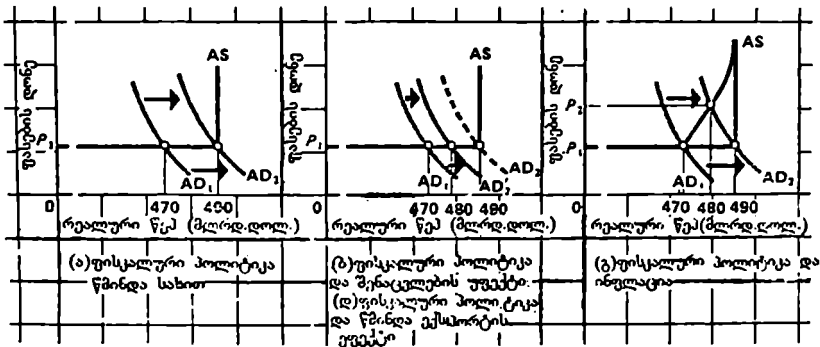 ფასების დონე
AS
P₁
AD₁
AD₂
0
470
490
რეალური წეპ (მლრდ.დოლ.)
(ა)ფისკალური პოლიტიკა
წმინდა სახით
ფასების დონე
AS
P₁
AD₁
AD₂'
AD₂
0
470 480 490
რეალური წეპ (მლრდ.დოლ.)
(ბ)ფისკალური პოლიტიკა
და შენაცვლების ეფექტი.
(დ)ფისკალური პოლიტიკა
და წმინდა ექსპორტის
ეფექტი
ფასების დონე
AS
P₂
P₁
AD₁
AD₂
0
470 480 490
რეალური წეპ(მლრდ.დოლ.)
(გ)ფისკალური პოლიტიკა და
ინფლაცია